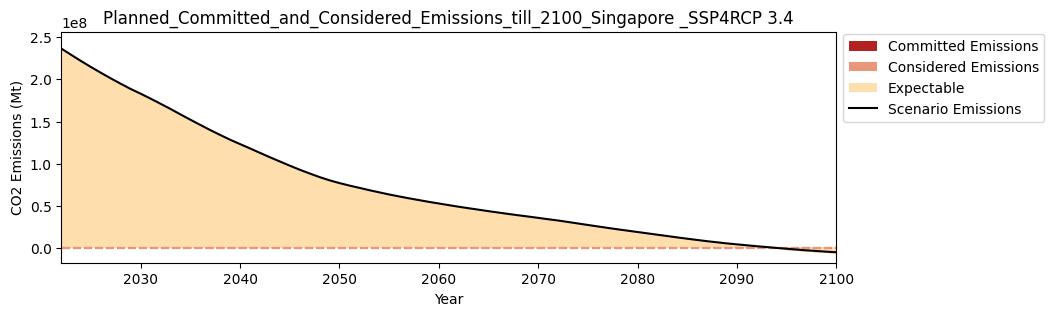 Planned_Committed_and_Considered_Emissions_till_2100_Singapore _SSP4RCP 3.4
1e8
2.5
2.0
1.5
1.0
0.5
0.0
CO2 Emissions (Mt)
2030 2040 2050 2060 2070 2080 2090 2100
Year
Committed Emissions
Considered Emissions
Expectable
Scenario Emissions